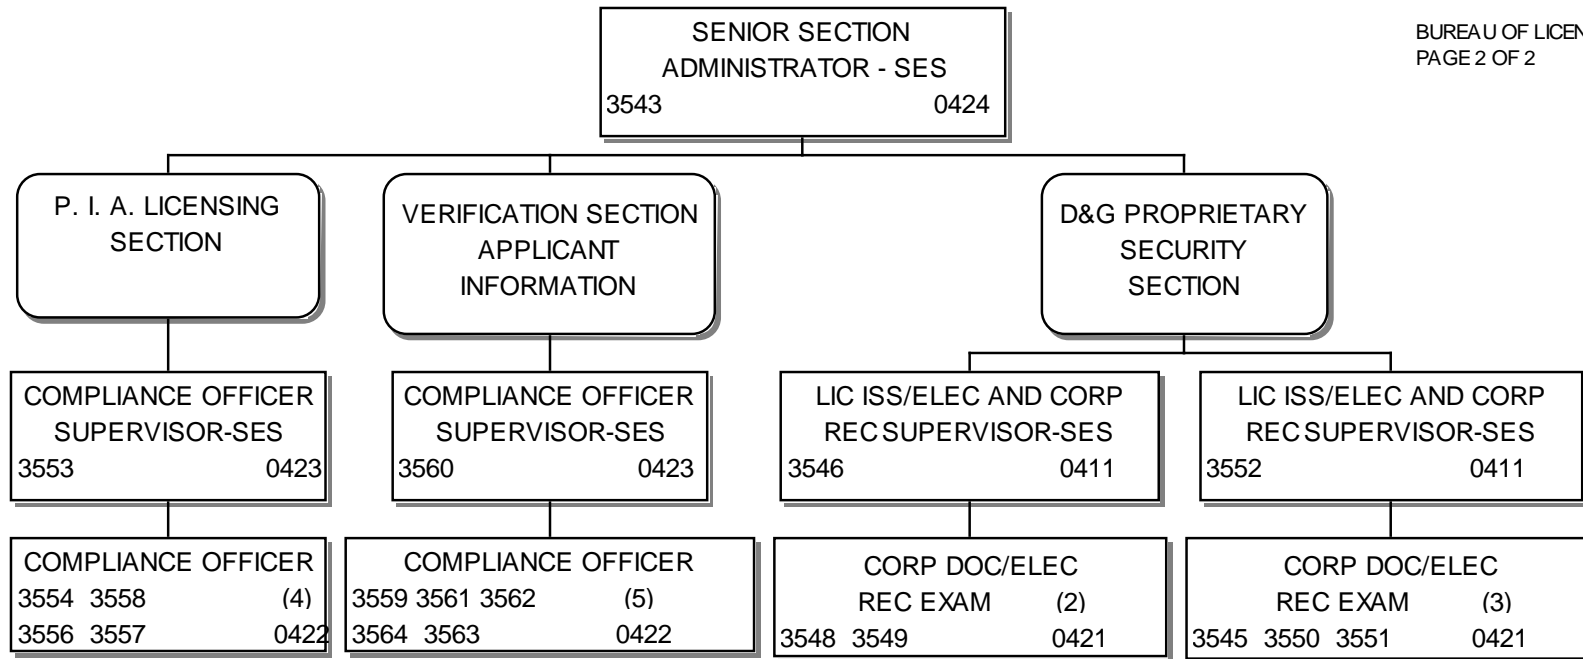 SENIOR SECTION
ADMINISTRATOR - SES
3543 0424
BUREAU OF LICEN
PAGE 2 OF 2
P. I. A. LICENSING
SECTION
VERIFICATION SECTION
APPLICANT
INFORMATION
D&G PROPRIETARY
SECURITY
SECTION
COMPLIANCE OFFICER
SUPERVISOR-SES
3553 0423
COMPLIANCE OFFICER
SUPERVISOR-SES
3560 0423
LIC ISS/ELEC AND CORP
REC SUPERVISOR-SES
3546 0411
LIC ISS/ELEC AND CORP
REC SUPERVISOR-SES
3552 0411
COMPLIANCE OFFICER
3554 3558 (4)
3556 3557 0422
COMPLIANCE OFFICER
3559 3561 3562 (5)
3564 3563 0422
CORP DOC/ELEC
REC EXAM (2)
3548 3549 0421
CORP DOC/ELEC
REC EXAM (3)
3545 3550 3551 0421